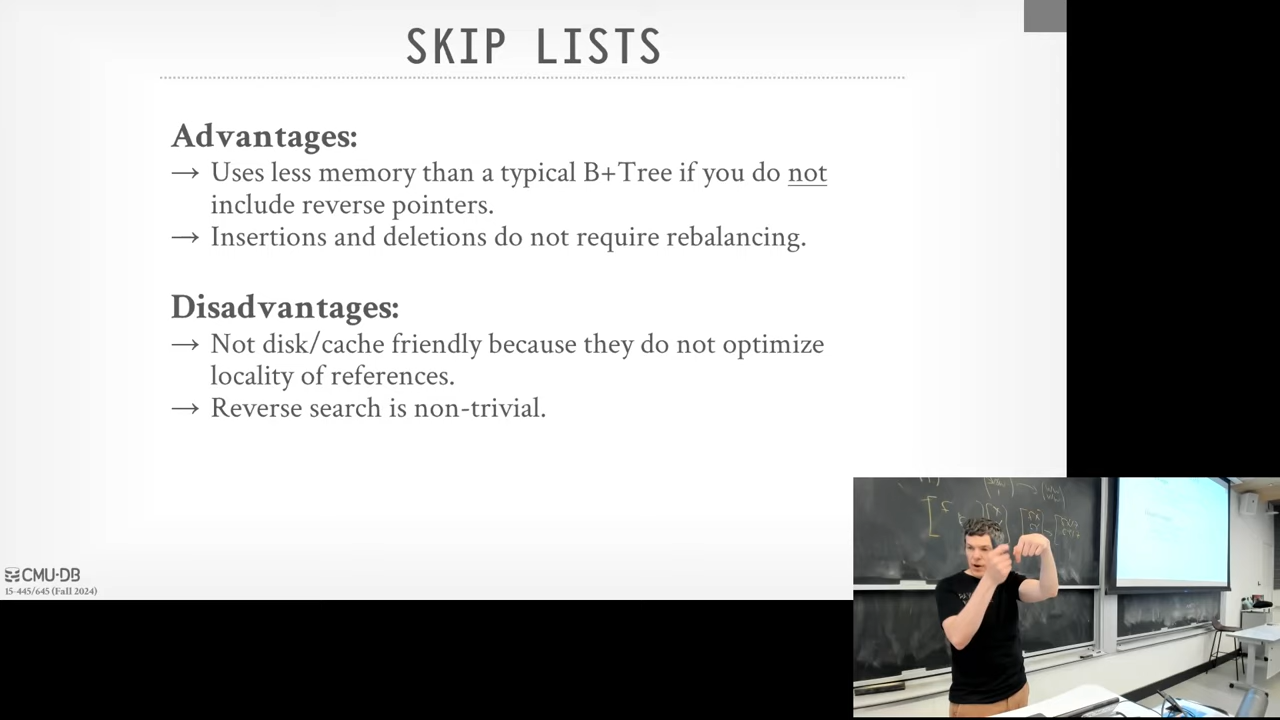 SKIP LISTS
Advantages:
→ Uses less memory than a typical B+Tree if you do not
include reverse pointers.
→ Insertions and deletions do not require rebalancing.
Disadvantages:
→ Not disk/cache friendly because they do not optimize
locality of references.
→ Reverse search is non-trivial.
CMU·DB
15-445/645 (Fall 2024)